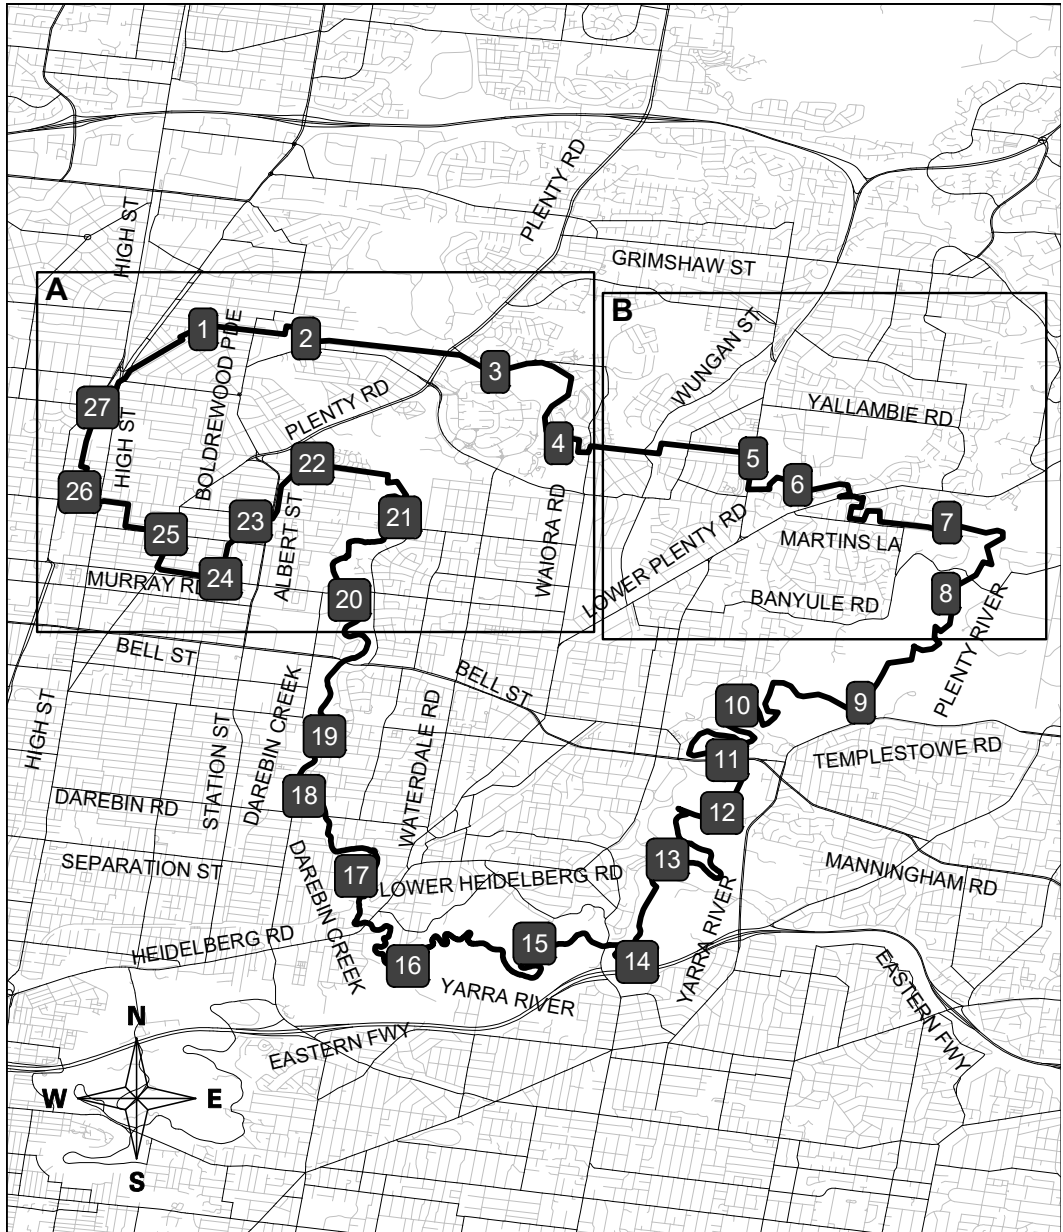 PLENTY RD
HIGH ST
GRIMSHAW ST
A
B
1
2
BOLDREWOOD PDE
WUNGAN ST
3
27
PLENTY RD
YALLAMBIE RD
HIGH ST
4
5
22
6
26
21
WAIORA RD
LOWER PLENTY RD
7
25
23
ALBERT ST
MARTINS LA
24
MURRAY R
20
8
BANYULE RD
PLENTY RIVER
BELL ST
BELL ST
10
9
HIGH ST
STATION ST
DAREBIN CREEK
19
WATERDALE RD
11
TEMPLESTOWE RD
18
DAREBIN RD
12
SEPARATION ST
17
LOWER HEIDELBERG RD
13
MANNINGHAM RD
DAREBIN CREEK
YARRA RIVER
HEIDELBERG RD
16
15
14
YARRA RIVER
EASTERN FWY
EASTERN FWY
N
W
E
S